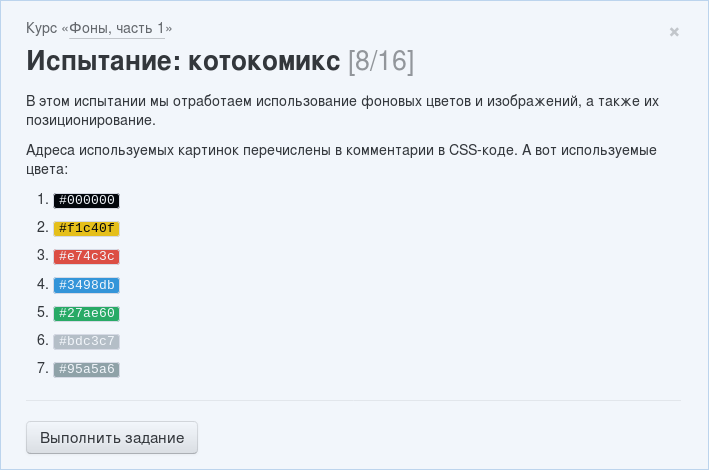 Курс «Фоны, часть 1»
×
Испытание: котокомикс [8/16]
В этом испытании мы отработаем использование фоновых цветов и изображений, а также их
позиционирование.
Адреса используемых картинок перечислены в комментарии в CSS-коде. А вот используемые
цвета:
1. #000000
2. #f1c40f
3. #e74c3c
4. #3498db
5. #27ae60
6. #bdc3c7
7. #95a5a6
Выполнить задание